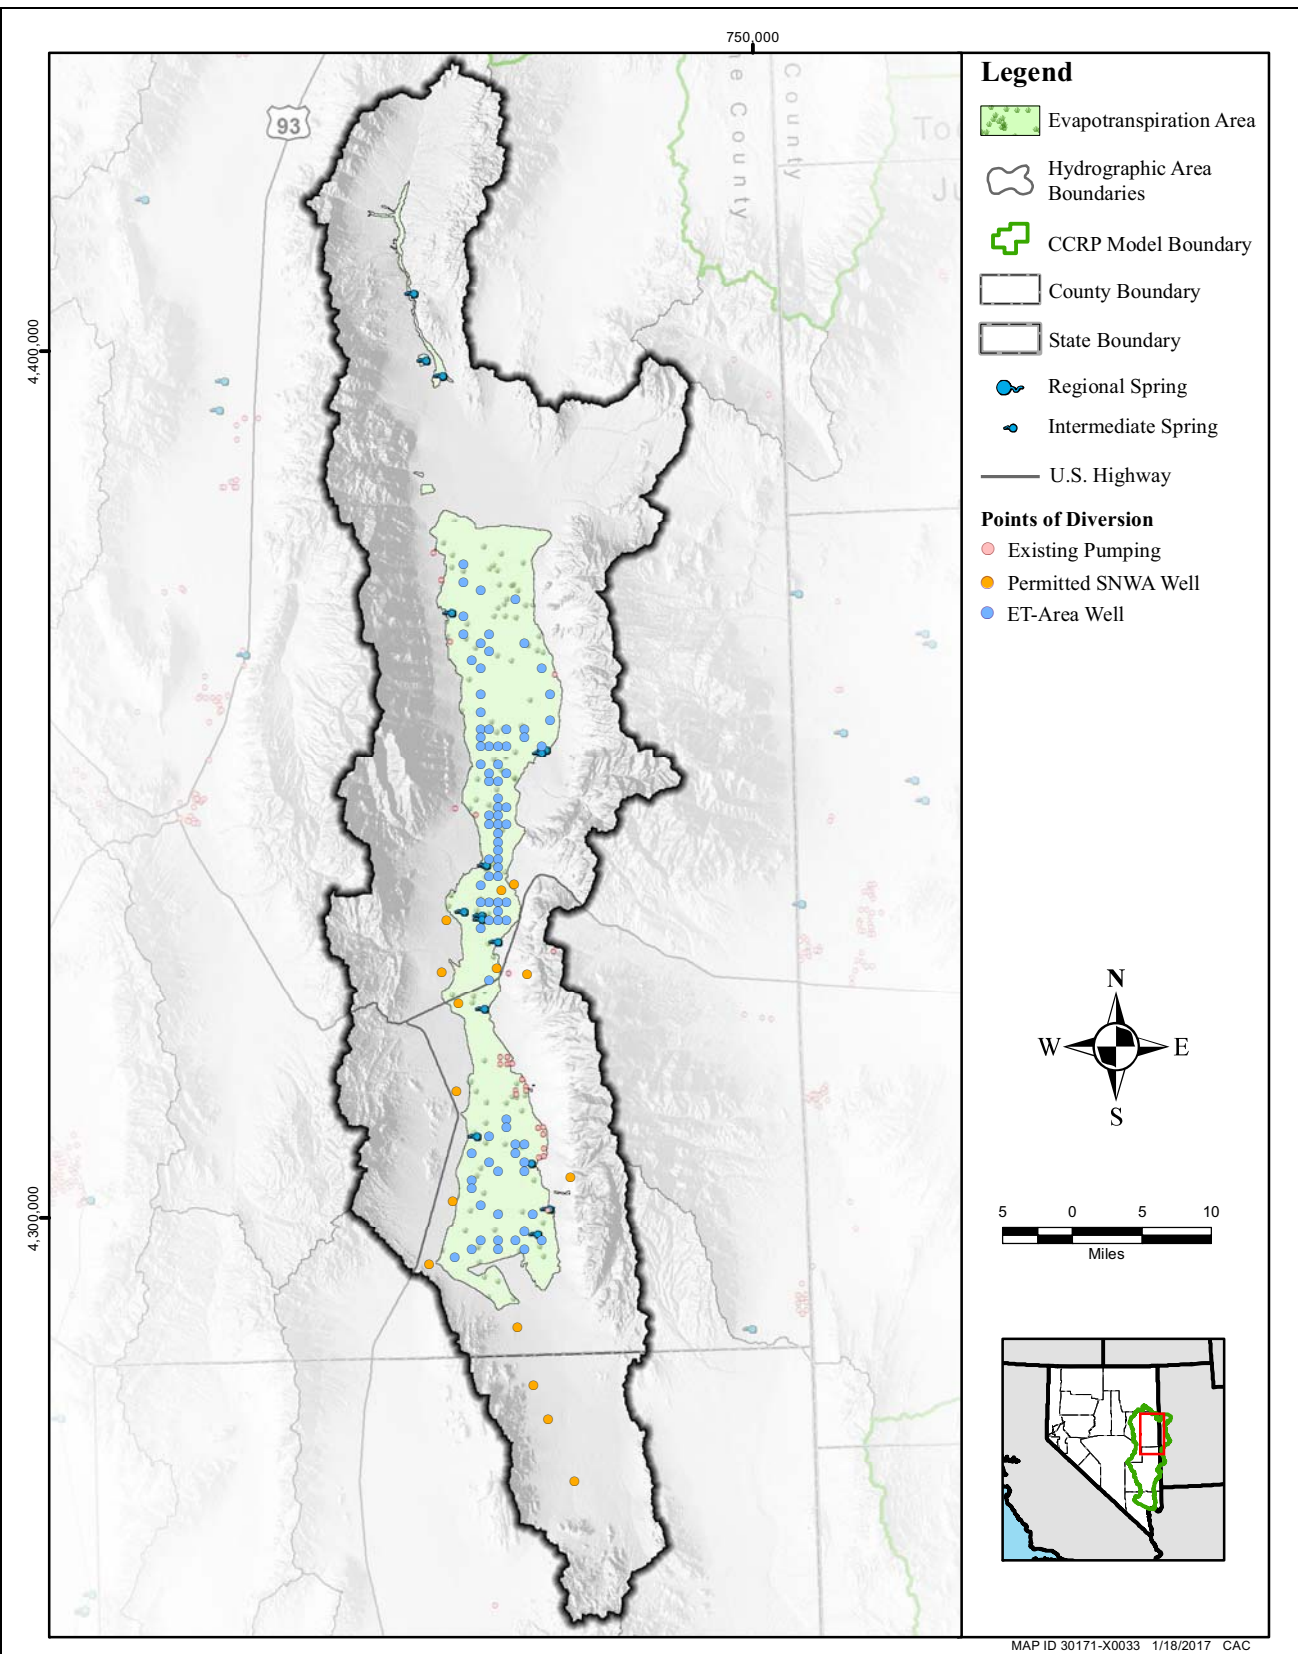 750,000
4,400,000
4,300,000
93
ne County
County
Legend
Evapotranspiration Area
Hydrographic Area
Boundaries
CCRP Model Boundary
County Boundary
State Boundary
Regional Spring
Intermediate Spring
U.S. Highway
Points of Diversion
Existing Pumping
Permitted SNWA Well
ET-Area Well
N
W E
S
5 0 5 10
Miles
MAP ID 30171-X0033 1/18/2017 CAC